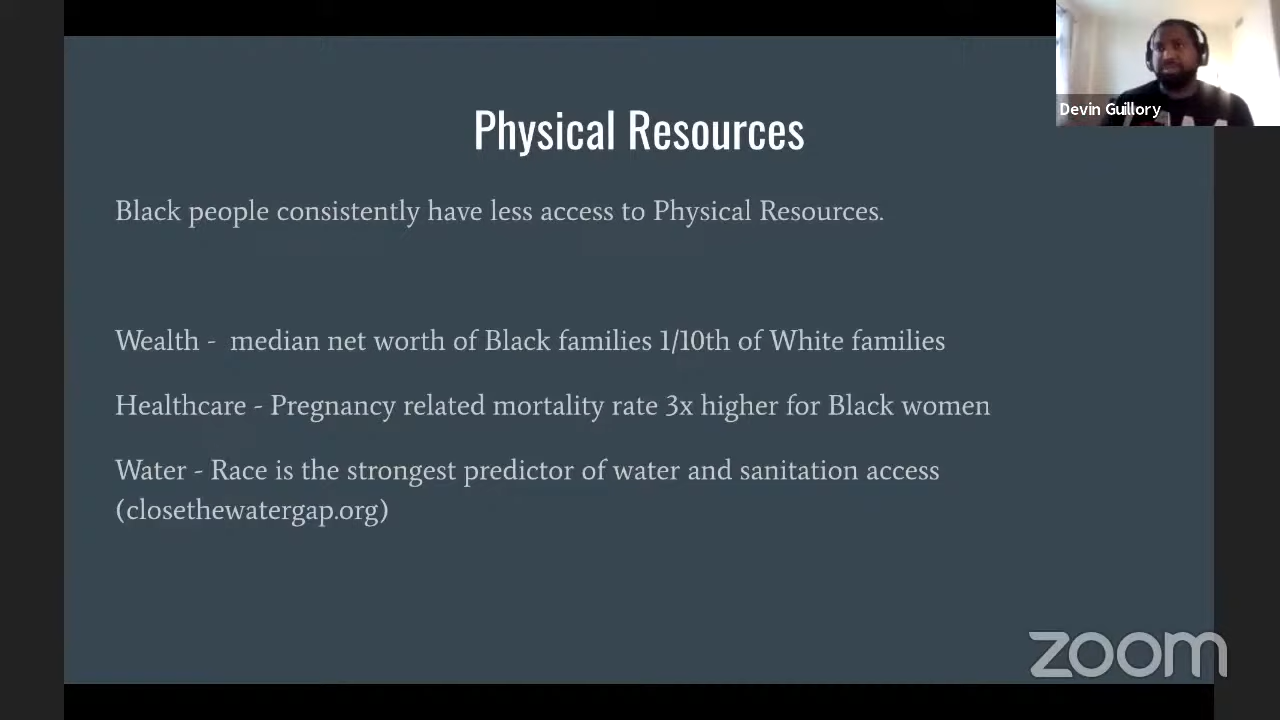 Physical Resources
Devin Guillory
Black people consistently have less access to Physical Resources.
Wealth -  median net worth of Black families 1/10th of White families
Healthcare - Pregnancy related mortality rate 3x higher for Black women
Water - Race is the strongest predictor of water and sanitation access
(closethewatergap.org)
zoom